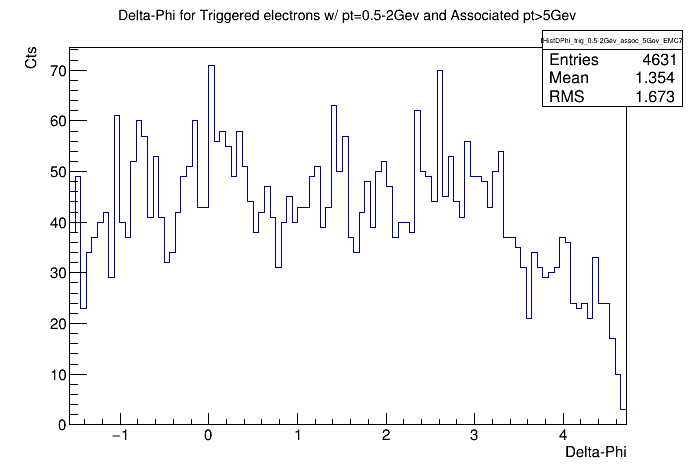 Delta-Phi for Triggered electrons w/ pt=0.5-2Gev and Associated pt>5Gev
HistDPhi_trig_0.5-2Gev_assoc_5Gev_EMC7
Entries 4631
Mean 1.354
RMS 1.673
Cts
70
60
50
40
30
20
10
0
−1 0 1 2 3 4
Delta-Phi